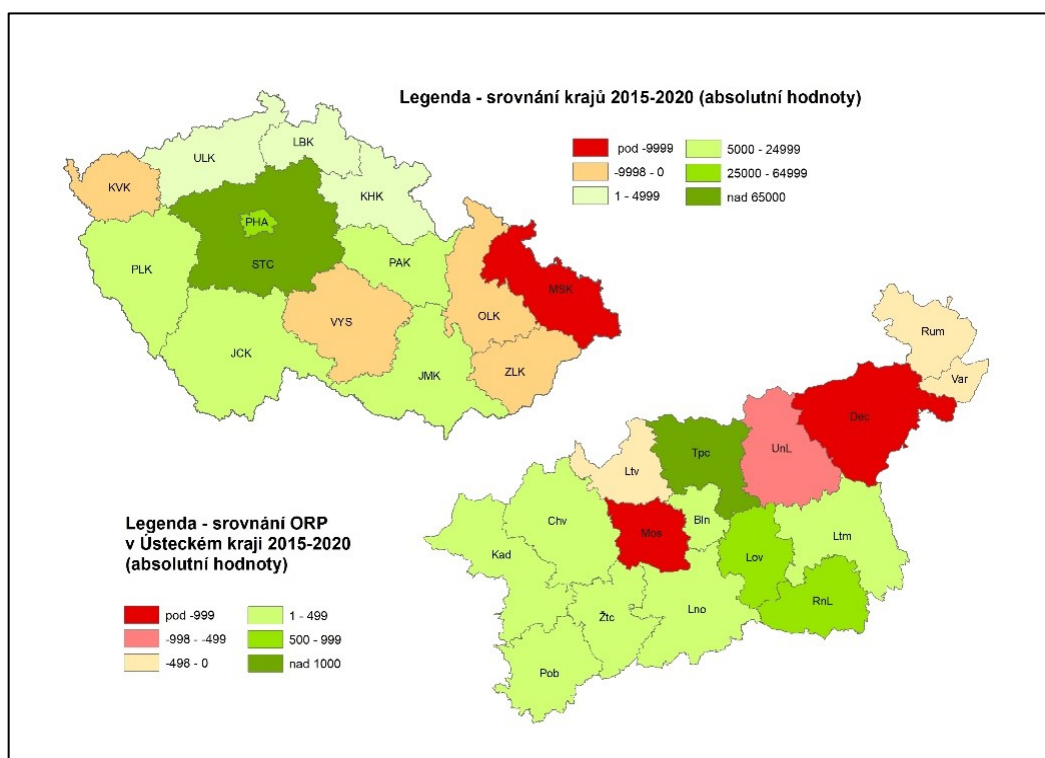 Legenda - srovnání krajů 2015-2020 (absolutní hodnoty)
pod -9999
5000 - 24999
-9998 - 0
25000 - 64999
1 - 4999
nad 65000
LBK
ULK
KVK
KHK
PHA
PLK
STC
PAK
MSK
OLK
VYS
JCK
JMK
ZLK
Rum
Var
Dec
UnL
Tpc
Ltv
Chv
Mos
Bln
Kad
Lov
Ltm
Žtc
Lno
RnL
Pob
Legenda - srovnání ORP
v Ústeckém kraji 2015-2020
(absolutní hodnoty)
pod -999
1 - 499
-998 - -499
500 - 999
-498 - 0
nad 1000